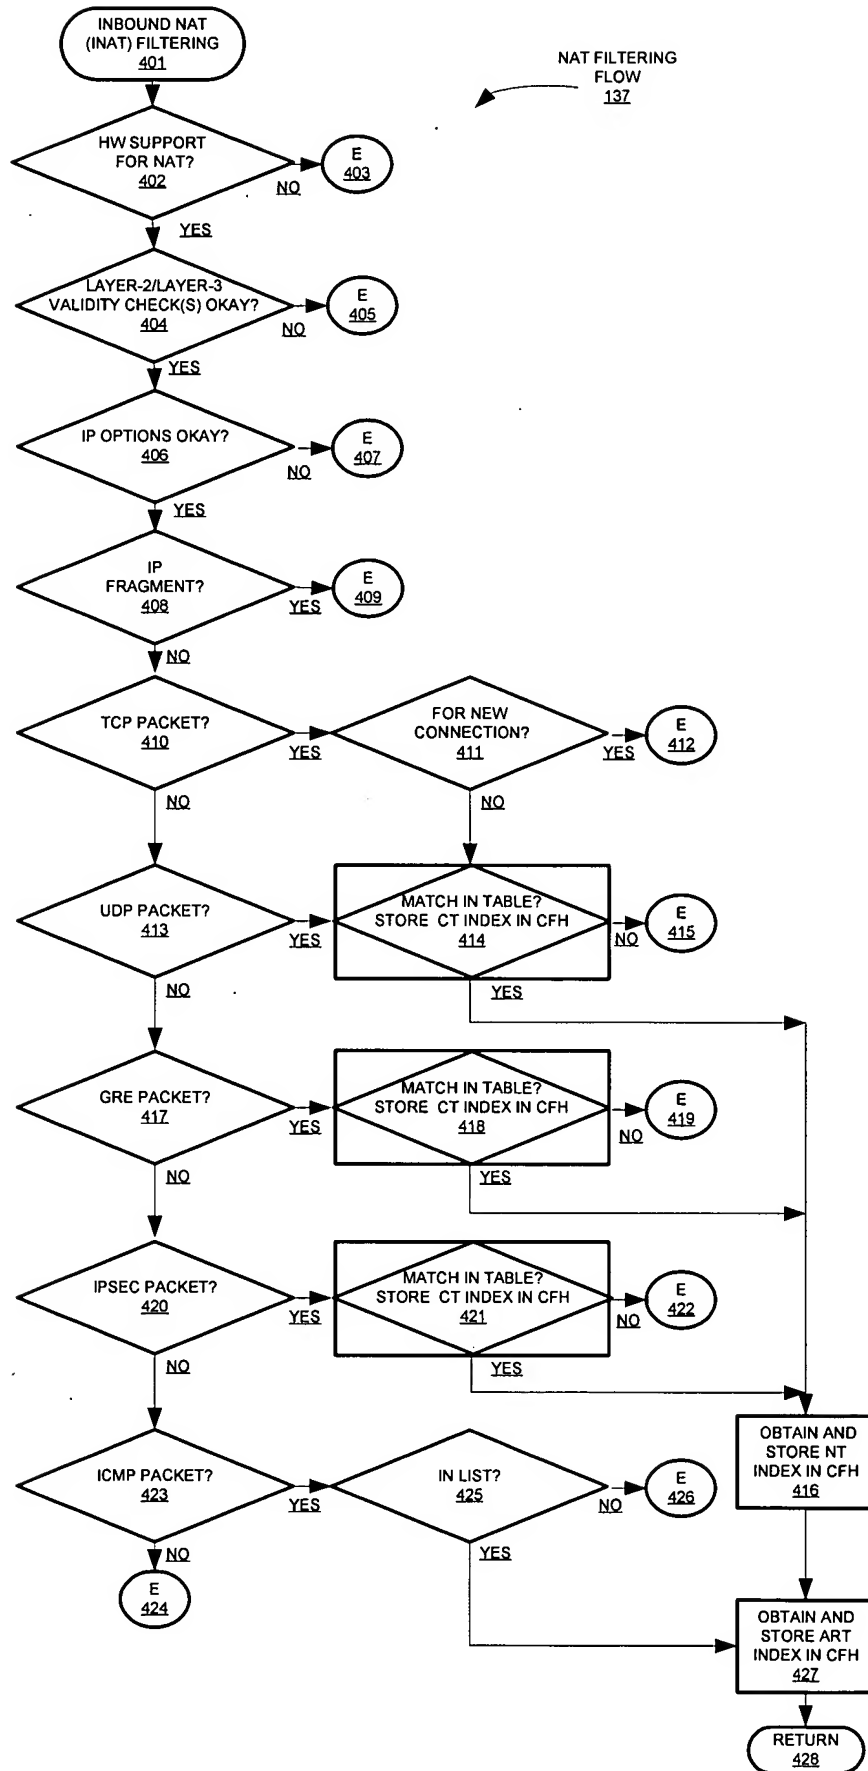 INBOUND NAT
(INAT) FILTERING
401
NAT FILTERING
FLOW
137
HW SUPPORT
FOR NAT?
402
NO
E
403
YES
LAYER-2/LAYER-3
VALIDITY CHECK(S) OKAY?
404
NO
E
405
YES
IP OPTIONS OKAY?
406
NO
E
407
YES
IP
FRAGMENT?
408
YES
E
409
NO
TCP PACKET?
410
YES
FOR NEW
CONNECTION?
411
YES
E
412
NO
NO
UDP PACKET?
413
YES
MATCH IN TABLE?
STORE CT INDEX IN CFH
414
NO
E
415
NO
YES
GRE PACKET?
417
YES
MATCH IN TABLE?
STORE CT INDEX IN CFH
418
NO
E
419
NO
YES
IPSEC PACKET?
420
YES
MATCH IN TABLE?
STORE CT INDEX IN CFH
421
NO
E
422
NO
YES
OBTAIN AND
STORE NT
INDEX IN CFH
416
ICMP PACKET?
423
YES
IN LIST?
425
NO
E
426
NO
YES
E
424
OBTAIN AND
STORE ART
INDEX IN CFH
427
RETURN
428